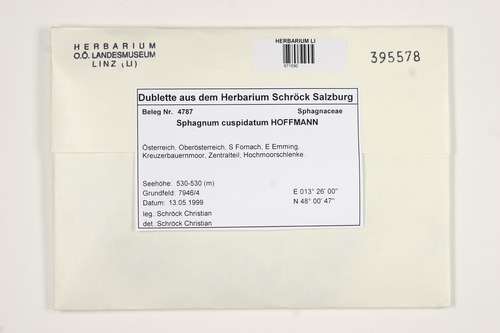 HERBARIUM
O.Ö. LANDESMUSEUM
LINZ (LI)
HERBARIUM LI
395578
Dublette aus dem Herbarium Schröck Salzburg
Beleg Nr. 4787 Sphagnaceae
Sphagnum cuspidatum HOFFMANN
Österreich, Oberösterreich, S Fornach, E Emming,
Kreuzerbauernmoor, Zentralteil, Hochmoorschlenke.
Seehöhe: 530-530 (m) E 013° 26' 00''
Grundfeld: 7946/4 N 48° 00' 47''
Datum: 13.05.1999
leg.: Schröck Christian
det.: Schröck Christian